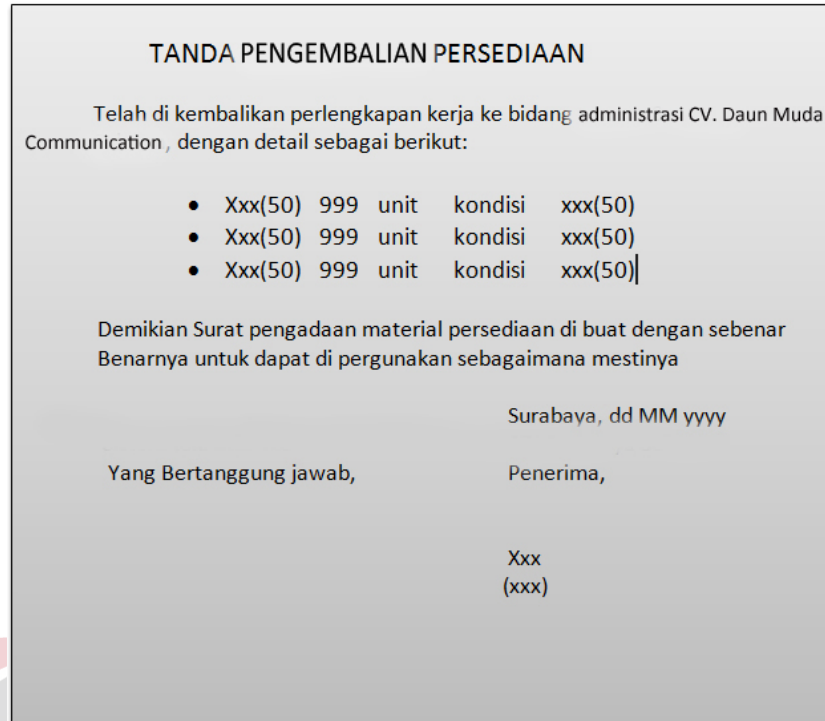 TANDA PENGEMBALIAN PERSEDIAAN
Telah di kembalikan perlengkapan kerja ke bidang administrasi CV. Daun Muda
Communication, dengan detail sebagai berikut:
• Xxx(50) 999 unit kondisi xxx(50)
• Xxx(50) 999 unit kondisi xxx(50)
• Xxx(50) 999 unit kondisi xxx(50)
Demikian Surat pengadaan material persediaan di buat dengan sebenar
Benarnya untuk dapat di pergunakan sebagaimana mestinya
Surabaya, dd MM yyyy
Yang Bertanggung jawab, Penerima,
Xxx
(xxx)